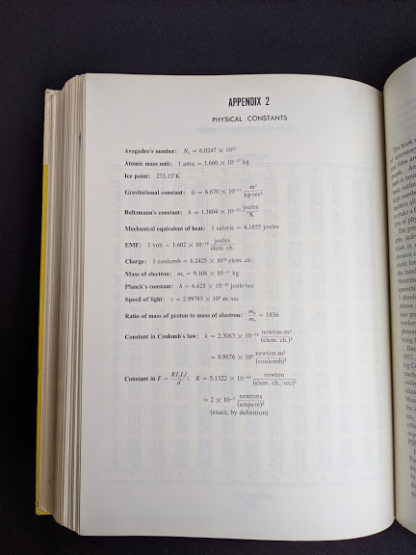 APPENDIX 2
PHYSICAL CONSTANTS
Avogadro's number: N₀ = 6.0247 × 10²³
Atomic mass unit: 1 amu = 1.660 × 10⁻²⁷ kg
Ice point: 273.15°K
Gravitational constant: G = 6.670 × 10⁻¹¹ m³/kg·sec²
Boltzmann's constant: k = 1.3804 × 10⁻²³ joules/°K
Mechanical equivalent of heat: 1 calorie = 4.1855 joules
EMF: 1 volt = 1.602 × 10⁻¹⁹ joules/elem. ch.
Charge: 1 coulomb = 6.2425 × 10¹⁸ elem. ch.
Mass of electron: mₑ = 9.108 × 10⁻³¹ kg
Planck's constant: h = 6.625 × 10⁻³⁴ joule-sec
Speed of light: c = 2.99793 × 10⁸ m/sec
Ratio of mass of proton to mass of electron: mₚ/mₑ = 1836
Constant in Coulomb's law: k = 2.3063 × 10⁻²⁸ newton-m²/(elem. ch.)²
= 8.9876 × 10⁹ newton-m²/(coulomb)²
Constant in F = KI₁I₂l/d: K = 5.1322 × 10⁻⁴⁵ newton/(elem. ch./sec)²
= 2 × 10⁻⁷ newtons/(ampere)²
(exact, by definition)